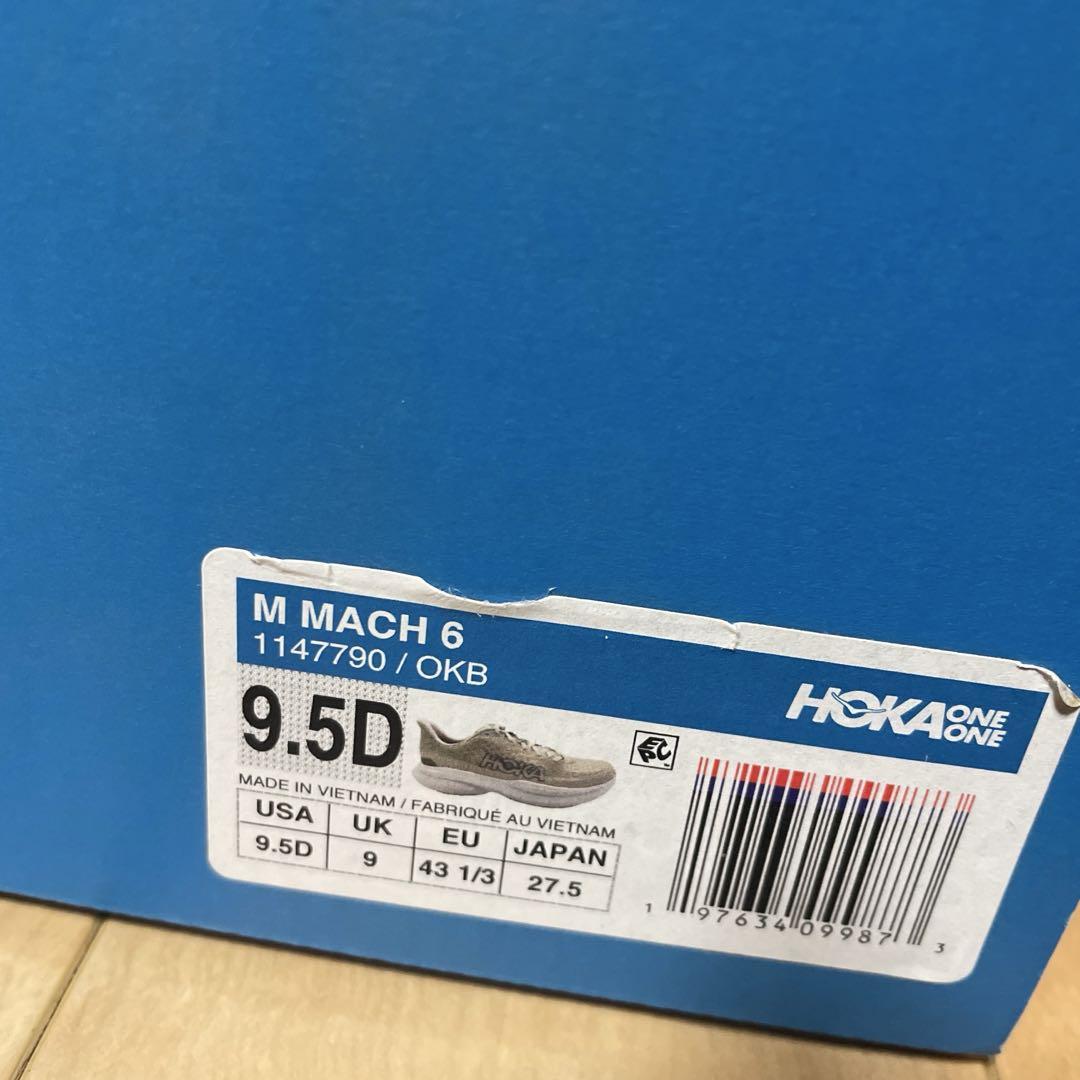 M MACH 6
1147790 / OKB
HOKA ONE ONE
9.5D
HOKA
MADE IN VIETNAM / FABRIQUÉ AU VIETNAM
USA UK EU JAPAN
9.5D 9 43 1/3 27.5
1 97634 09987 3